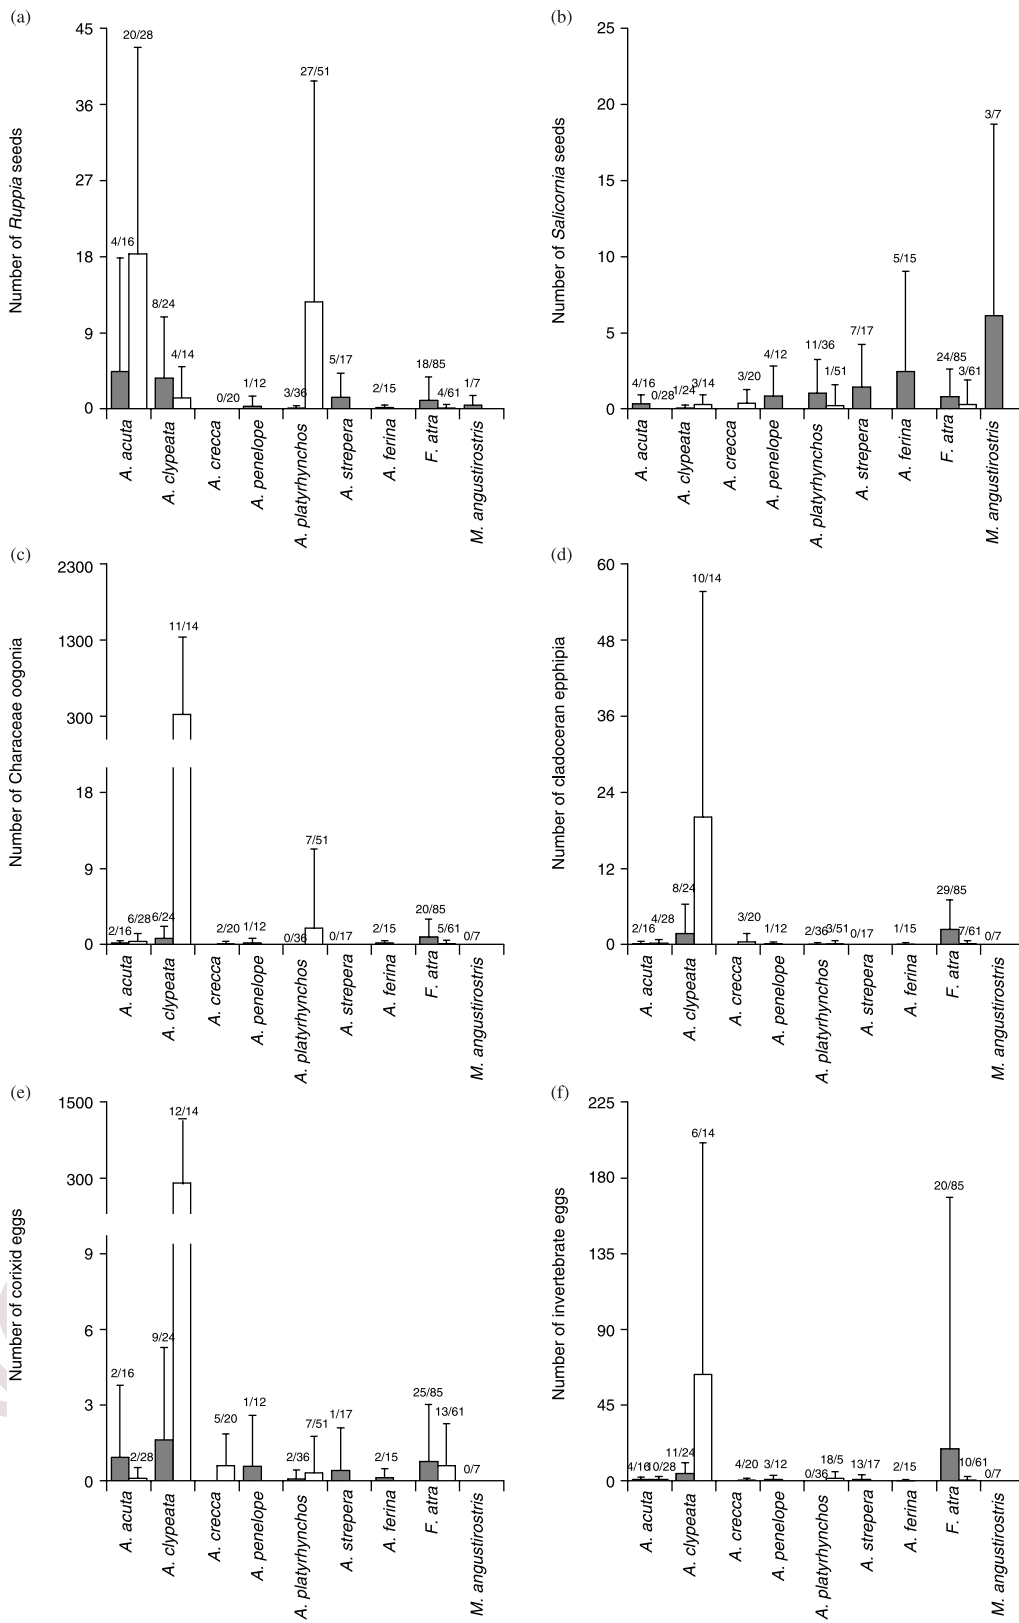 (a)
Number of Ruppia seeds
45
36
27
18
9
0
4/16
20/28
8/24
4/14
0/20
1/12
3/36
27/51
5/17
2/15
18/85
4/61
1/7
A. acuta
A. clypeata
A. crecca
A. penelope
A. platyrhynchos
A. strepera
A. ferina
F. atra
M. angustirostris
(b)
Number of Salicornia seeds
25
20
15
10
5
0
4/16
0/28
1/24
3/14
3/20
4/12
11/36
1/51
7/17
5/15
24/85
3/61
3/7
A. acuta
A. clypeata
A. crecca
A. penelope
A. platyrhynchos
A. strepera
A. ferina
F. atra
M. angustirostris
(c)
Number of Characeae oogonia
2300
1300
300
18
9
0
2/16
6/28
6/24
11/14
2/20
1/12
0/36
7/51
0/17
2/15
20/85
5/61
0/7
A. acuta
A. clypeata
A. crecca
A. penelope
A. platyrhynchos
A. strepera
A. ferina
F. atra
M. angustirostris
(d)
Number of cladoceran epphipia
60
48
36
24
12
0
2/16
4/28
8/24
10/14
3/20
1/12
2/36
3/51
0/17
1/15
29/85
7/61
0/7
A. acuta
A. clypeata
A. crecca
A. penelope
A. platyrhynchos
A. strepera
A. ferina
F. atra
M. angustirostris
(e)
Number of corixid eggs
1500
300
9
6
3
0
2/16
2/28
9/24
12/14
5/20
1/12
2/36
7/51
1/17
2/15
25/85
13/61
0/7
A. acuta
A. clypeata
A. crecca
A. penelope
A. platyrhynchos
A. strepera
A. ferina
F. atra
M. angustirostris
(f)
Number of invertebrate eggs
225
180
135
90
45
0
4/16
10/28
11/24
6/14
4/20
3/12
0/36
18/5
13/17
2/15
20/85
10/61
0/7
A. acuta
A. clypeata
A. crecca
A. penelope
A. platyrhynchos
A. strepera
A. ferina
F. atra
M. angustirostris